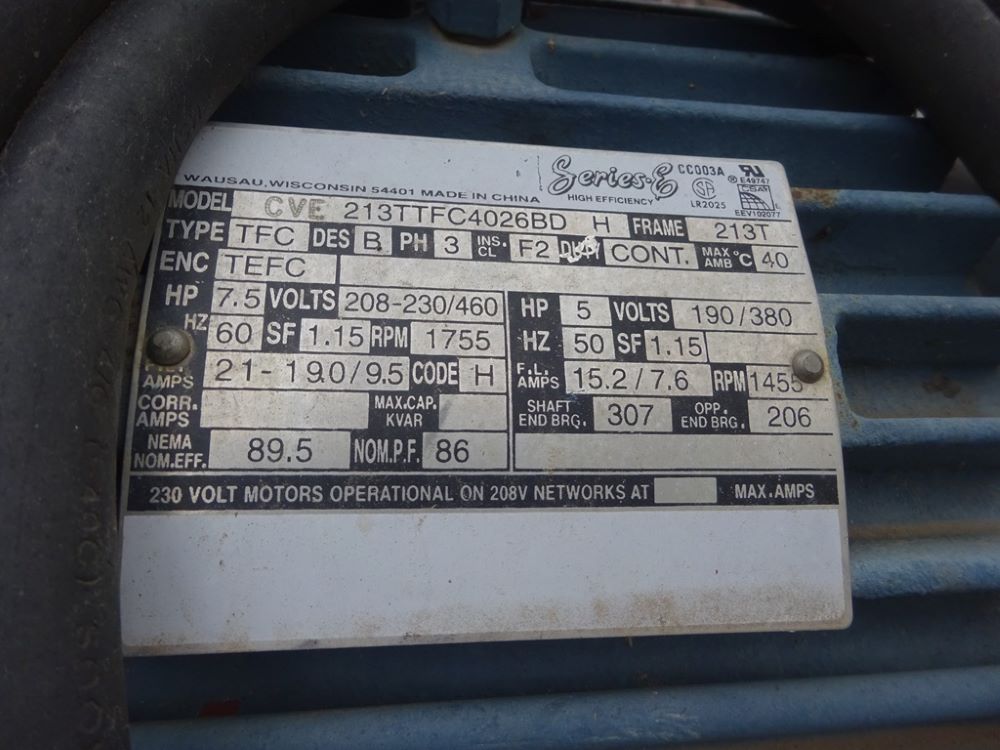 WAUSAU, WISCONSIN 54401 MADE IN CHINA
Series-E
HIGH EFFICIENCY
CC003A
LR2025
E49747
CSA
EEV102077
MODEL CVE 213TTFC4026BD H FRAME 213T
TYPE TFC DES B PH 3 INS. CL F2 DUTY CONT. MAX AMB °C 40
ENC TEFC
HP 7.5 VOLTS 208-230/460 HP 5 VOLTS 190/380
HZ 60 SF 1.15 RPM 1755 HZ 50 SF 1.15
AMPS 21-19.0/9.5 CODE H F.L. AMPS 15.2/7.6 RPM 1455
CORR. AMPS MAX.CAP. KVAR SHAFT END BRG. 307 OPP. END BRG. 206
NEMA NOM.EFF. 89.5 NOM.P.F. 86
230 VOLT MOTORS OPERATIONAL ON 208V NETWORKS AT MAX.AMPS